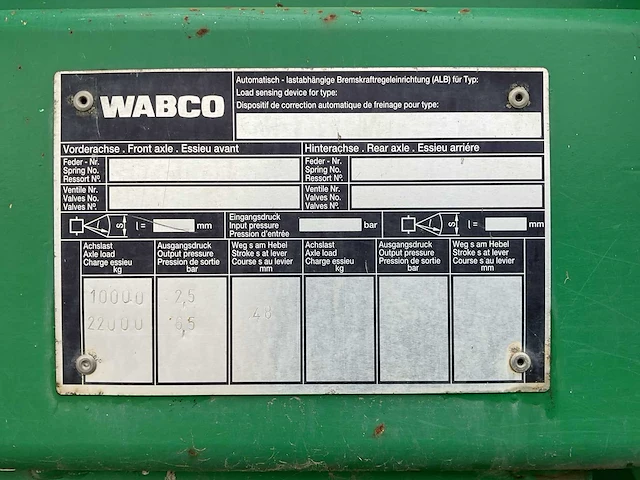 WABCO
Automatisch - lastabhängige Bremskraftregeleinrichtung (ALB) für Typ:
Load sensing device for type:
Dispositif de correction automatique de freinage pour type:
Vorderachse . Front axle . Essieu avant
Hinterachse . Rear axle . Essieu arriére
Feder - Nr.
Spring No.
Ressort Nº.
Feder - Nr.
Spring No.
Ressort Nº.
Ventile Nr.
Valves No.
Valves Nº.
Ventile Nr.
Valves No.
Valves Nº.
s
l =
mm
Eingangsdruck
Input pressure
Pression d'entrée
bar
s
l =
mm
Achslast
Axle load
Charge essieu
kg
Ausgangsdruck
Output pressure
Pression de sortie
bar
Weg s am Hebel
Stroke s at lever
Course s au levier
mm
Achslast
Axle load
Charge essieu
kg
Ausgangsdruck
Output pressure
Pression de sortie
bar
Weg s am Hebel
Stroke s at lever
Course s au levier
mm
10000 2,5
22000
48